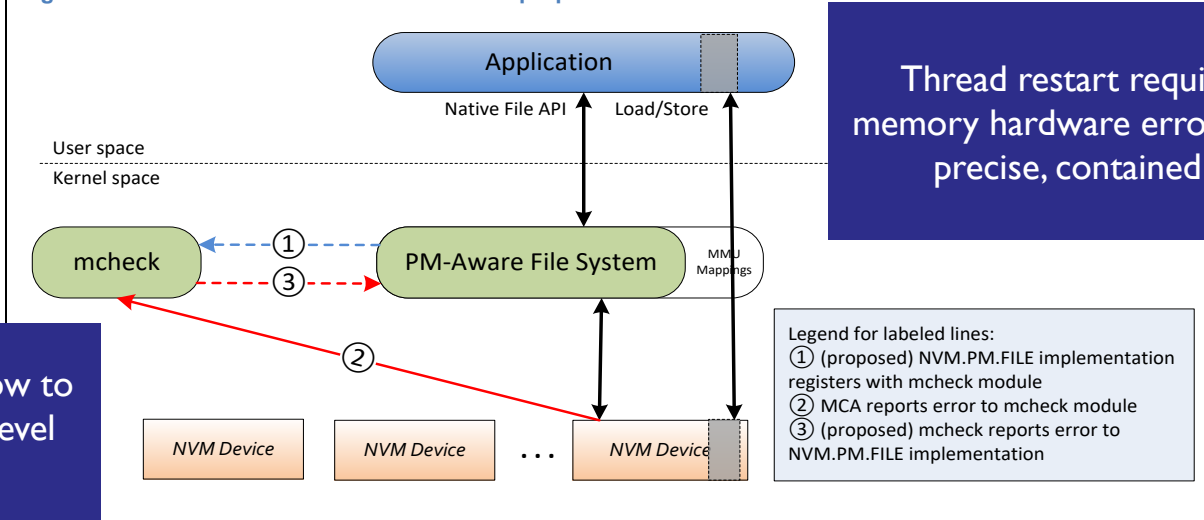 Application
Native File API
Load/Store
Thread restart
memory hardware
precise, contained
User space
Kernel space
mcheck
①
③
PM-Aware File System
MMU
Mappings
②
ow to
evel
NVM Device
NVM Device
...
NVM Device
Legend for labeled lines:
① (proposed) NVM.PM.FILE implementation
registers with mcheck module
② MCA reports error to mcheck module
③ (proposed) mcheck reports error to
NVM.PM.FILE implementation